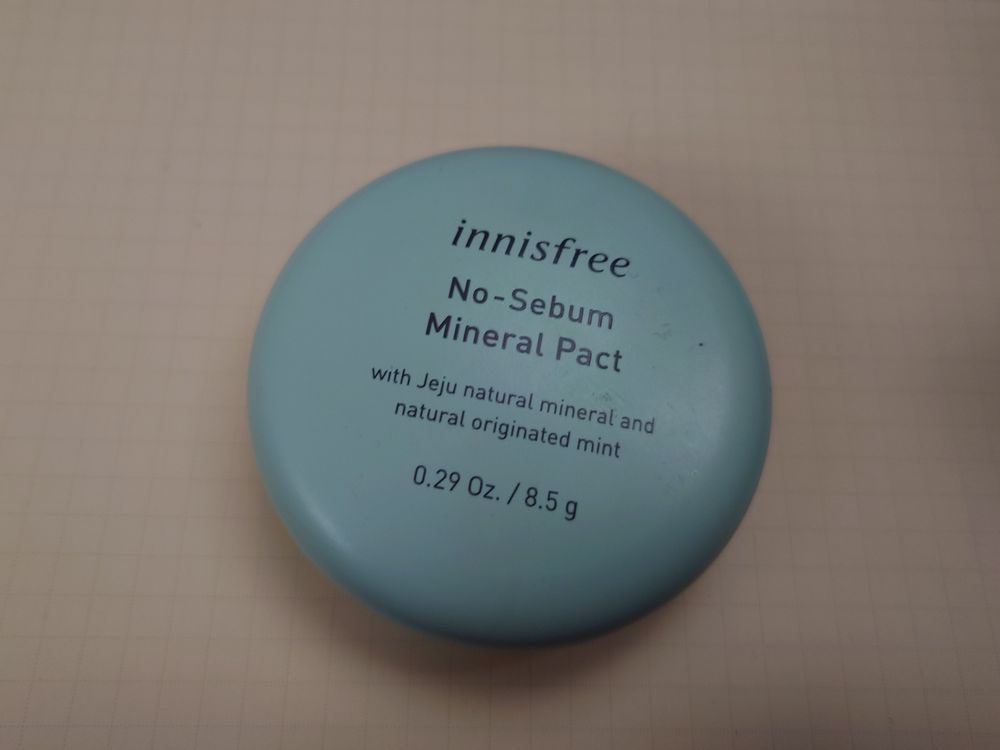 innisfree
No-Sebum
Mineral Pact
with Jeju natural mineral and
natural originated mint
0.29 Oz. / 8.5 g